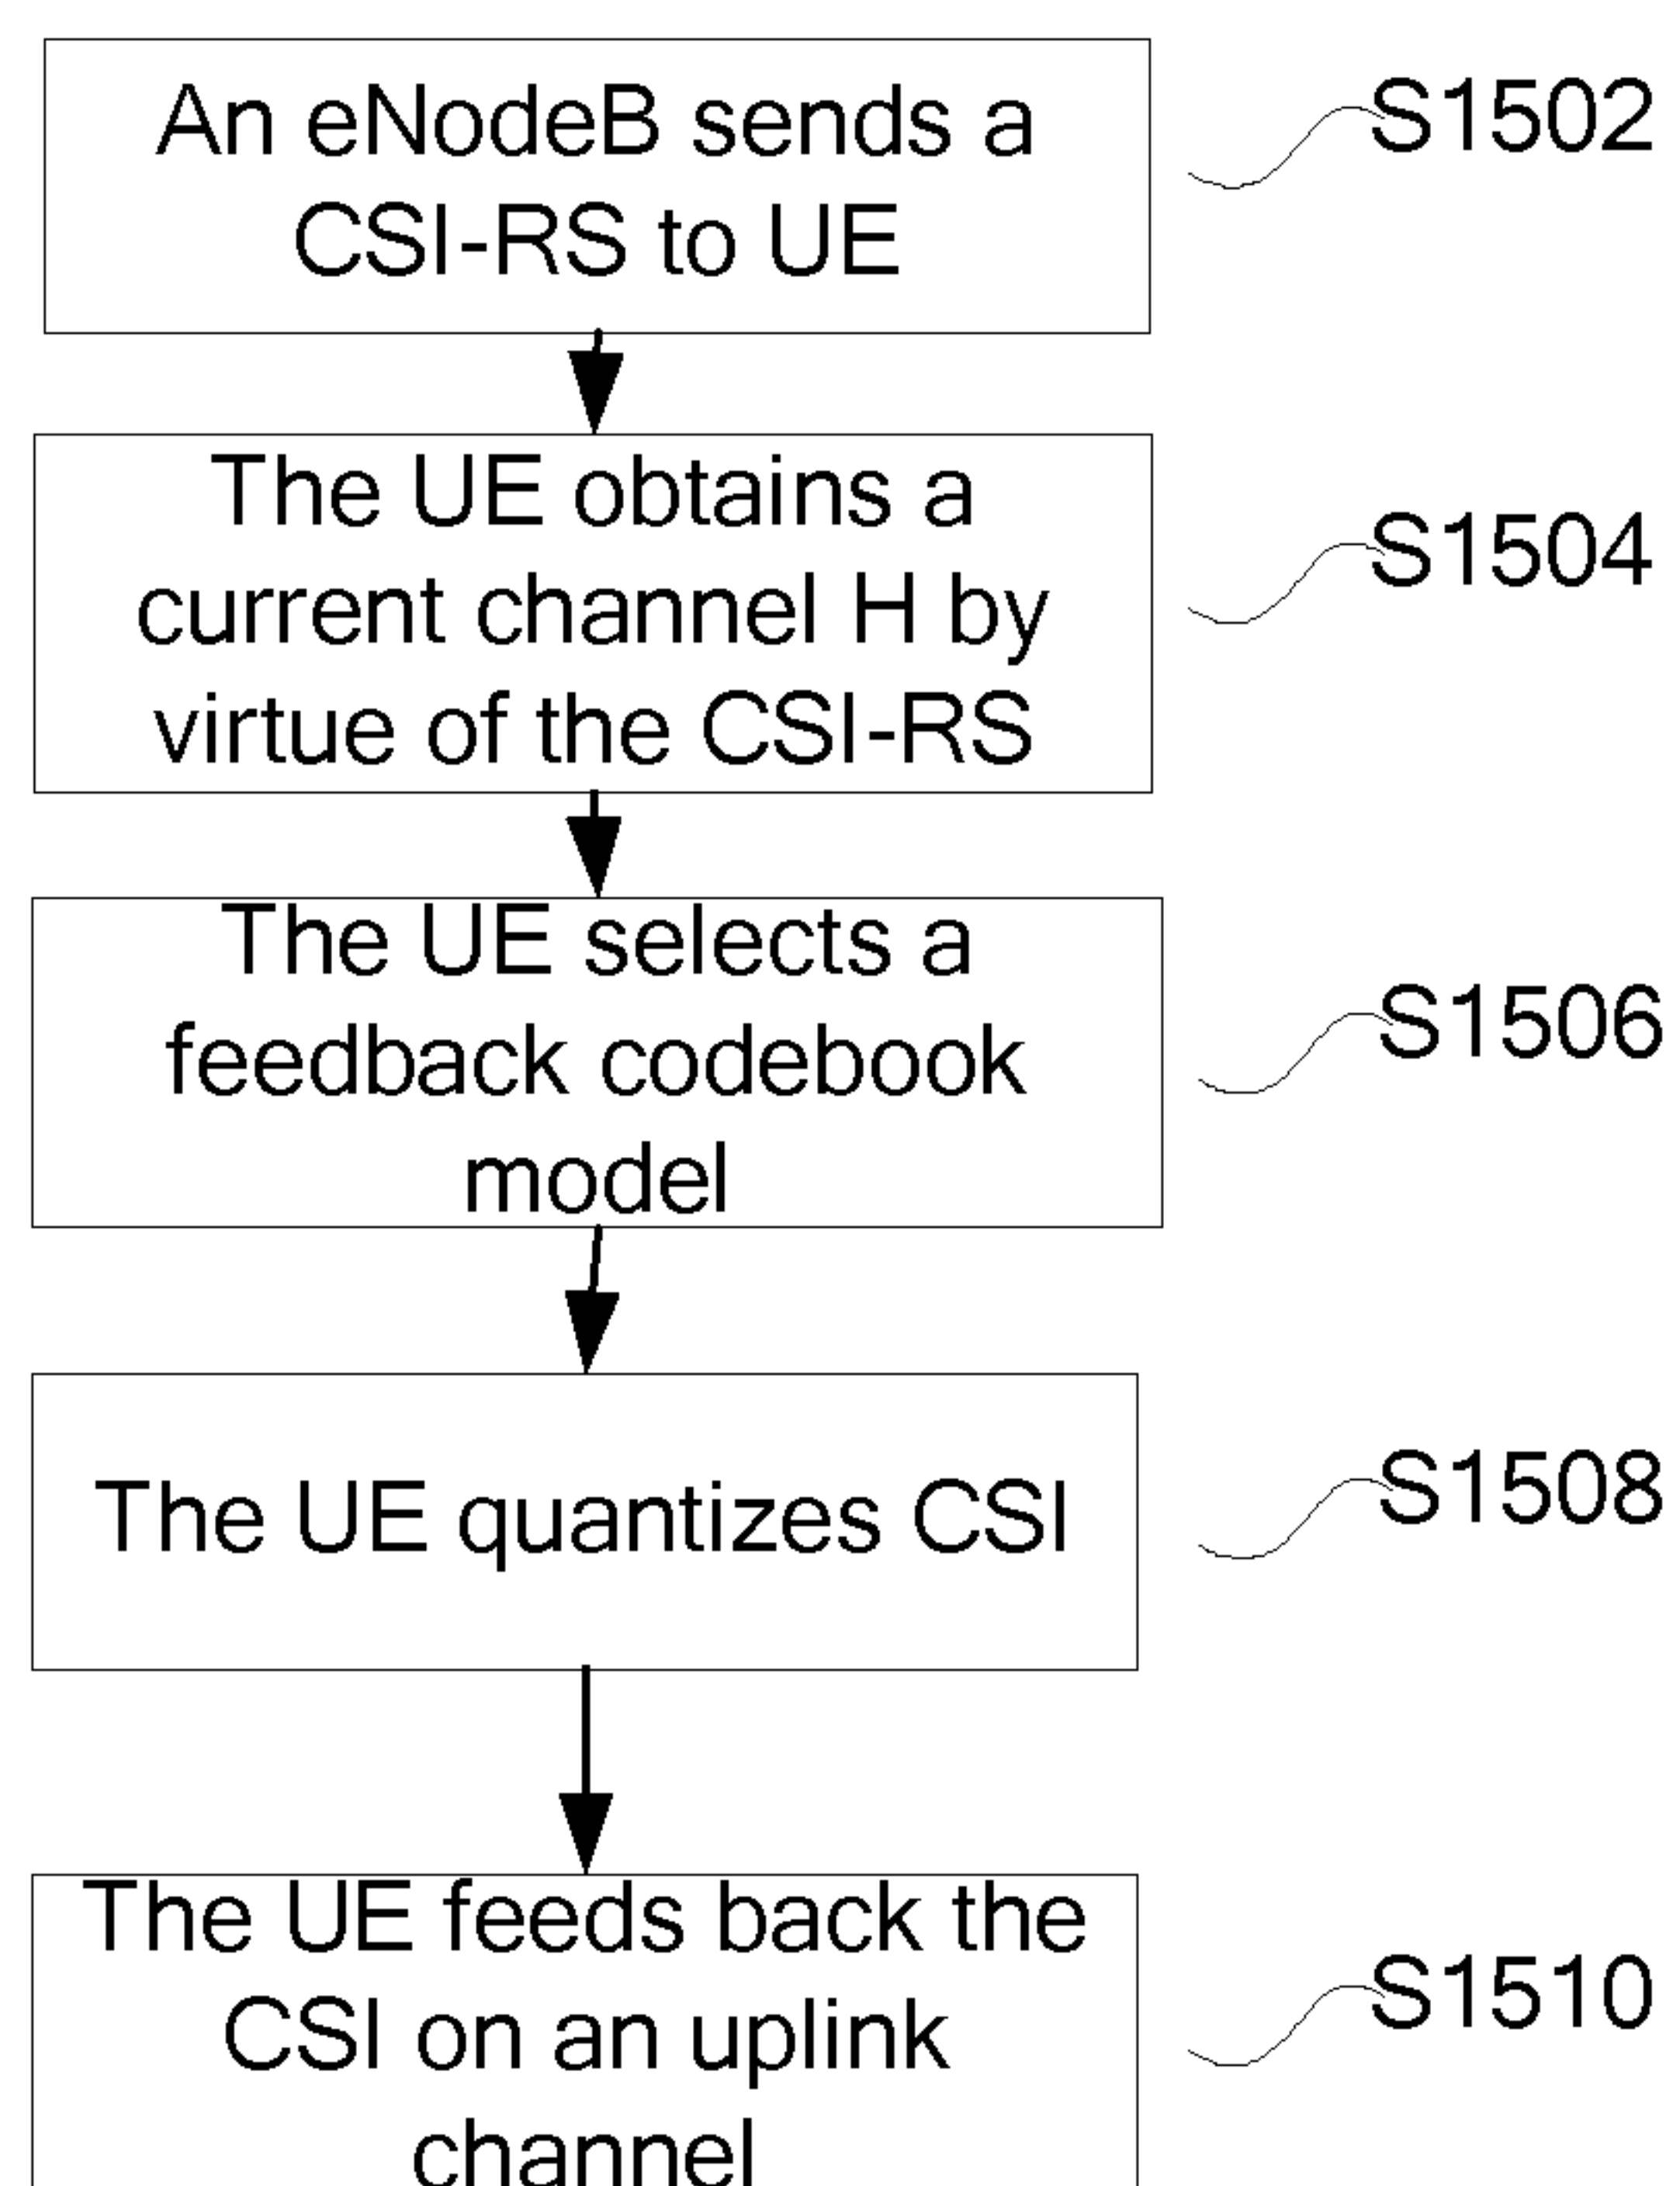 An eNodeB sends a
CSI-RS to UE
S1502
The UE obtains a
current channel H by
virtue of the CSI-RS
S1504
The UE selects a
feedback codebook
model
S1506
The UE quantizes CSI
S1508
The UE feeds back the
CSI on an uplink
channel
S1510